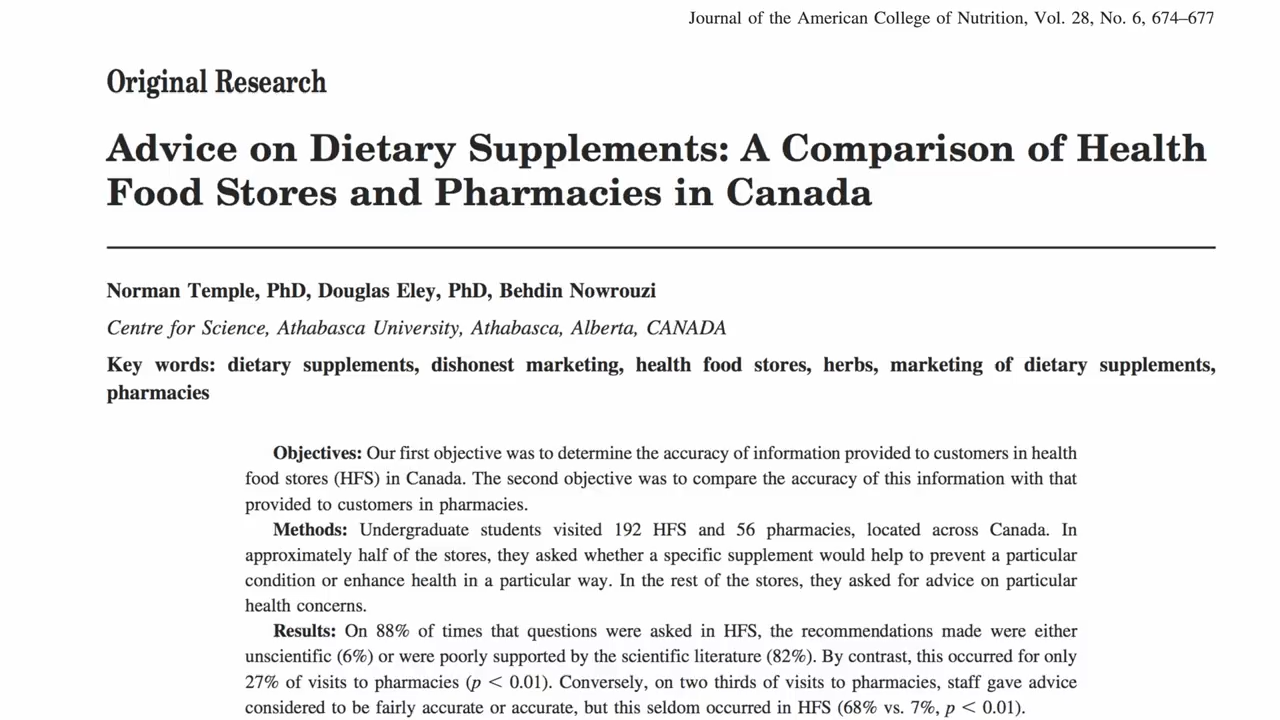 Journal of the American College of Nutrition, Vol. 28, No. 6, 674–677
Original Research
Advice on Dietary Supplements: A Comparison of Health
Food Stores and Pharmacies in Canada
Norman Temple, PhD, Douglas Eley, PhD, Behdin Nowrouzi
Centre for Science, Athabasca University, Athabasca, Alberta, CANADA
Key words: dietary supplements, dishonest marketing, health food stores, herbs, marketing of dietary supplements,
pharmacies
Objectives: Our first objective was to determine the accuracy of information provided to customers in health
food stores (HFS) in Canada. The second objective was to compare the accuracy of this information with that
provided to customers in pharmacies.
Methods: Undergraduate students visited 192 HFS and 56 pharmacies, located across Canada. In
approximately half of the stores, they asked whether a specific supplement would help to prevent a particular
condition or enhance health in a particular way. In the rest of the stores, they asked for advice on particular
health concerns.
Results: On 88% of times that questions were asked in HFS, the recommendations made were either
unscientific (6%) or were poorly supported by the scientific literature (82%). By contrast, this occurred for only
27% of visits to pharmacies (p < 0.01). Conversely, on two thirds of visits to pharmacies, staff gave advice
considered to be fairly accurate or accurate, but this seldom occurred in HFS (68% vs. 7%, p < 0.01).